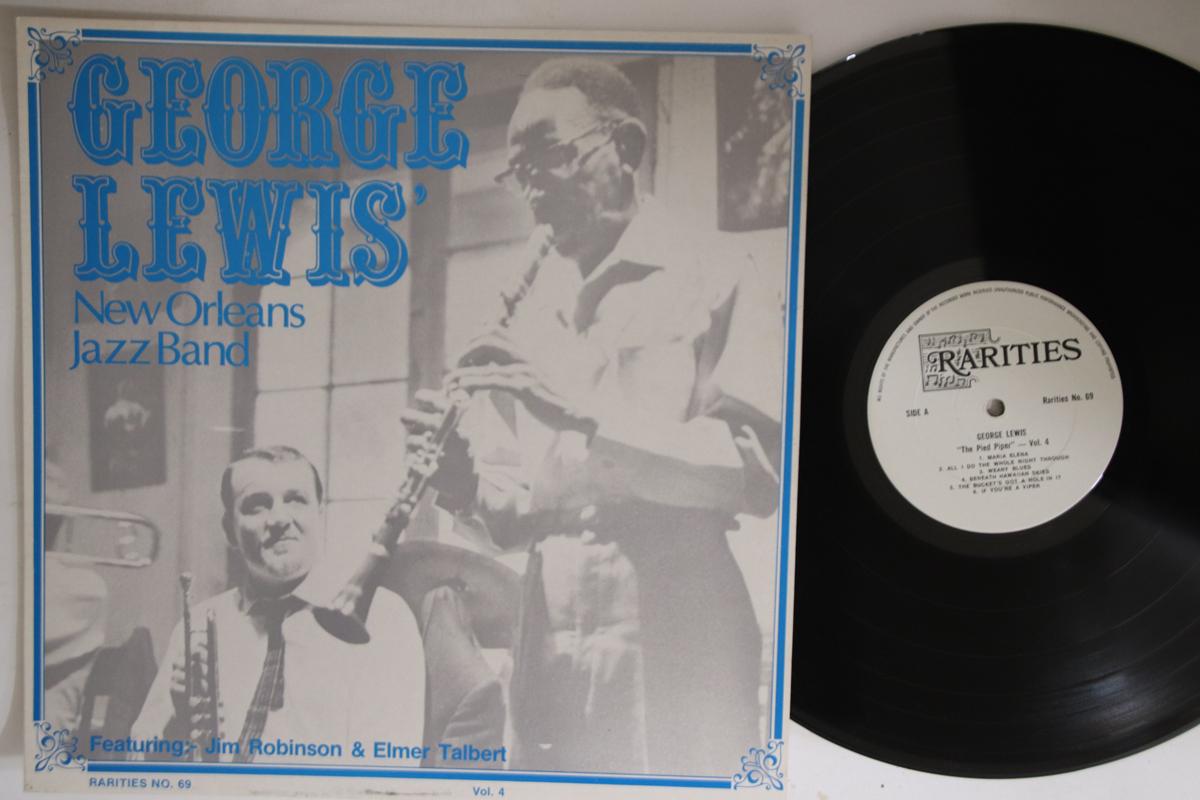 GEORGE
LEWIS'
New Orleans
Jazz Band
Featuring:- Jim Robinson & Elmer Talbert
RARITIES NO. 69
Vol. 4
RARITIES
SIDE A
Rarities No. 69
GEORGE LEWIS
"The Pied Piper" — Vol. 4
1. MARIA ELENA
2. ALL I DO THE WHOLE NIGHT THROUGH
3. WEARY BLUES
4. BENEATH HAWAIIAN SKIES
5. THE BUCKET'S GOT A HOLE IN IT
6. IF YOU'RE A VIPER